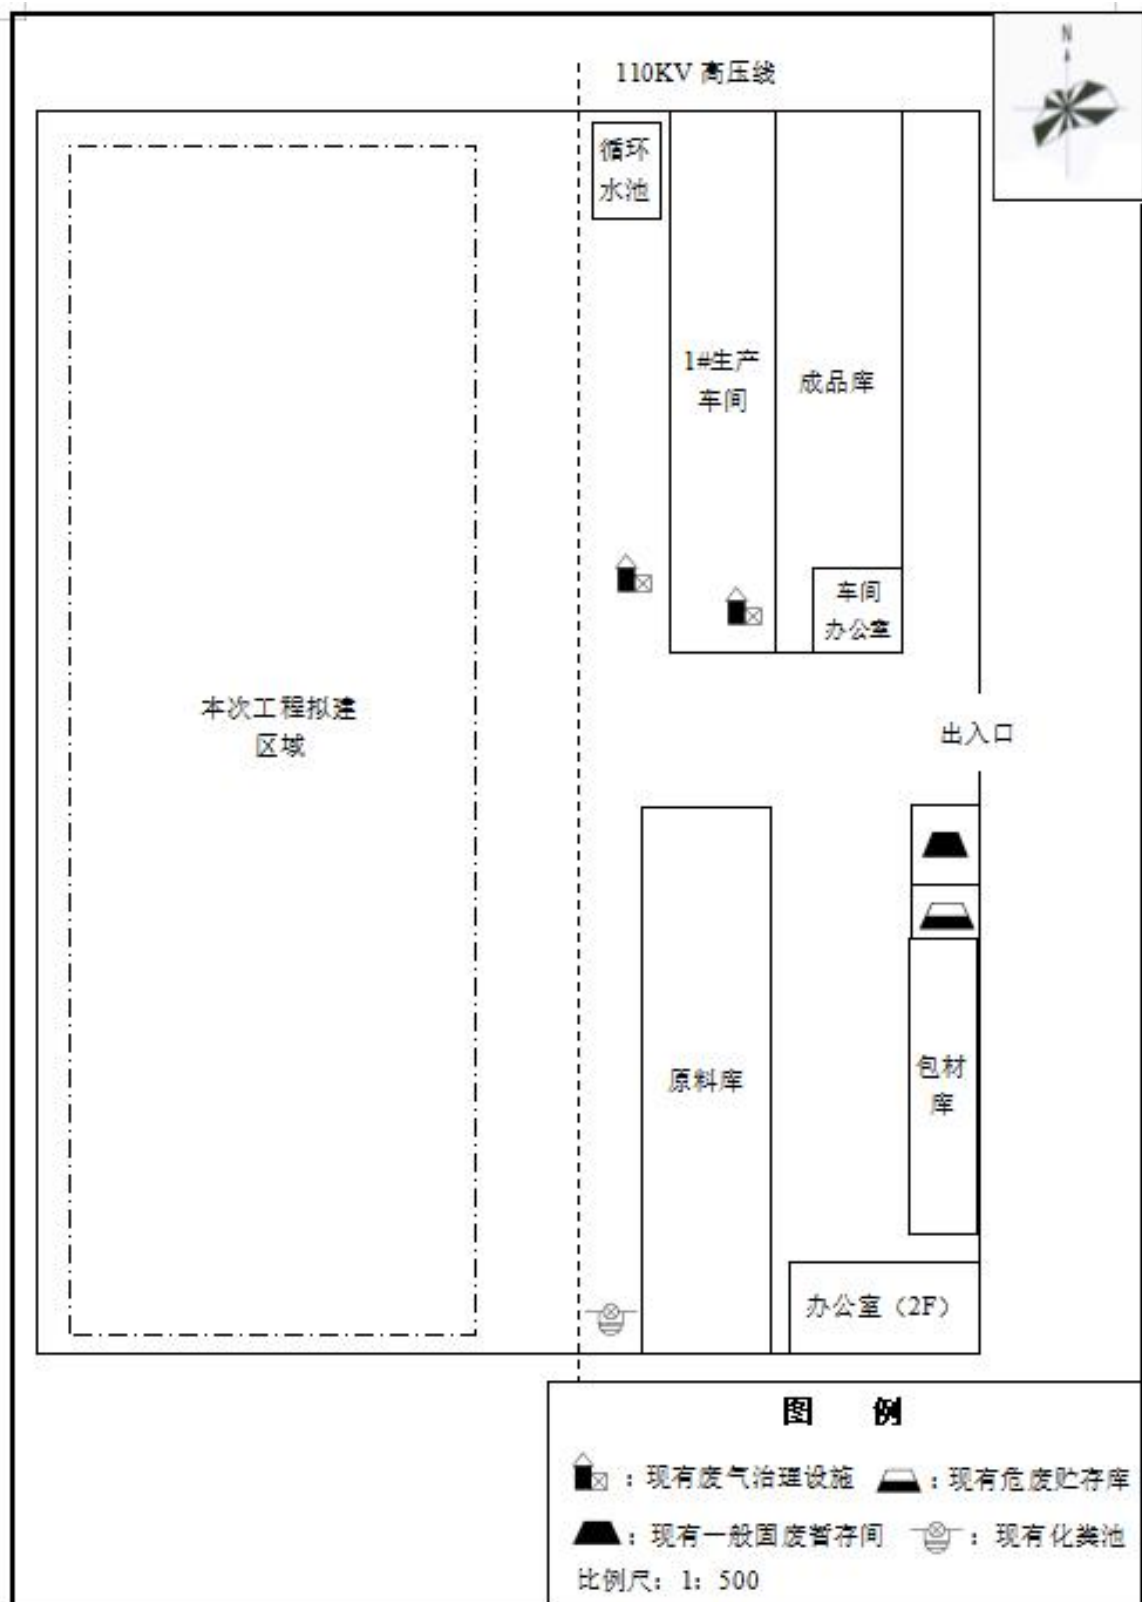 N
110KV 高压线
循环
水池
1#生产
车间
成品库
车间
办公室
本次工程拟建
区域
出入口
原料库
包材
库
办公室（2F）
图 例
：现有废气治理设施
：现有危废贮存库
：现有一般固废暂存间
：现有化粪池
比例尺：1：500